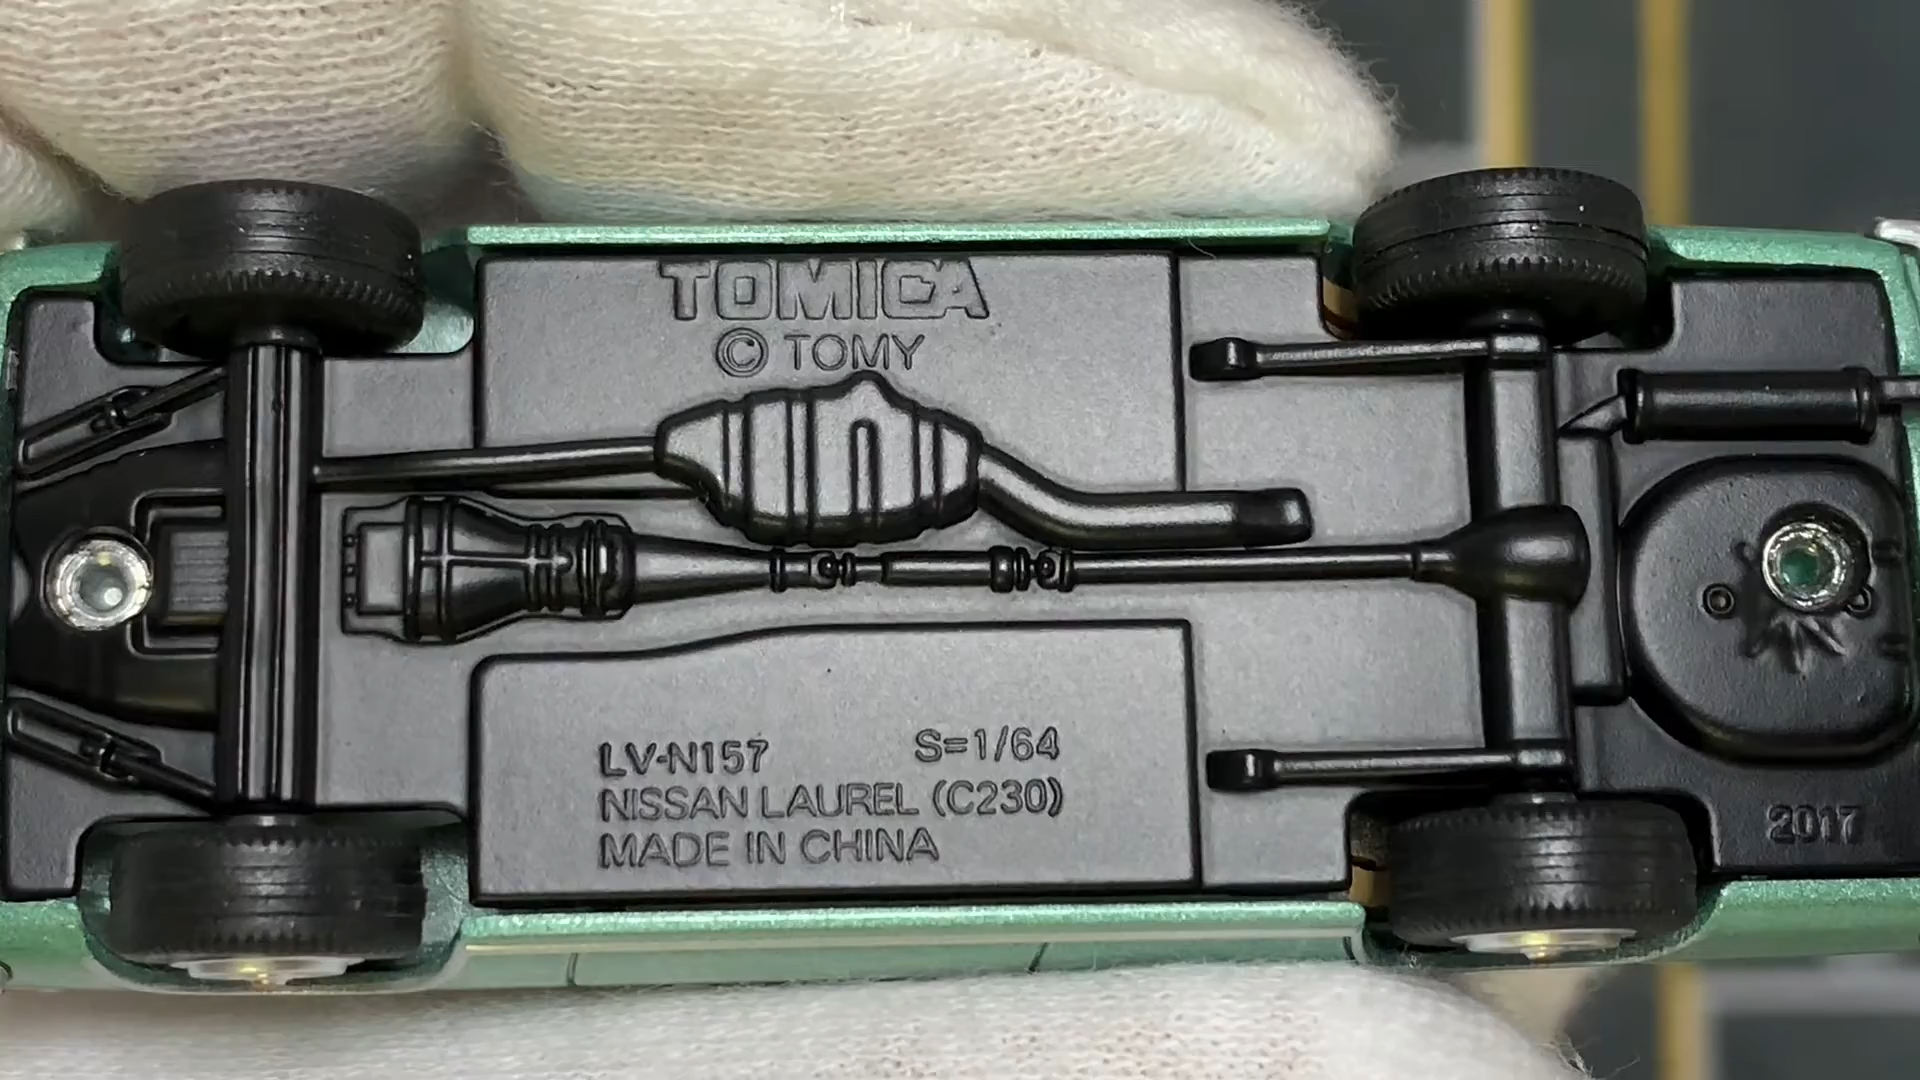 TOMICA
© TOMY
LV-N157 S=1/64
NISSAN LAUREL (C230)
MADE IN CHINA
2017